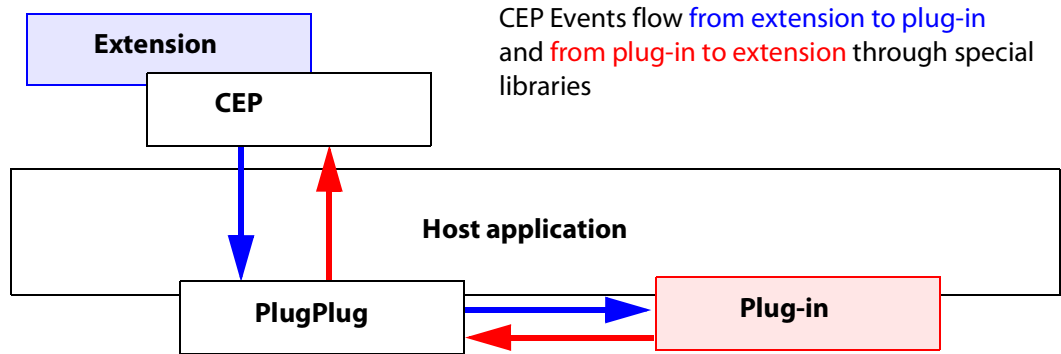 CEP Events flow from extension to plug-in
and from plug-in to extension through special
libraries
Extension
CEP
Host application
PlugPlug
Plug-in